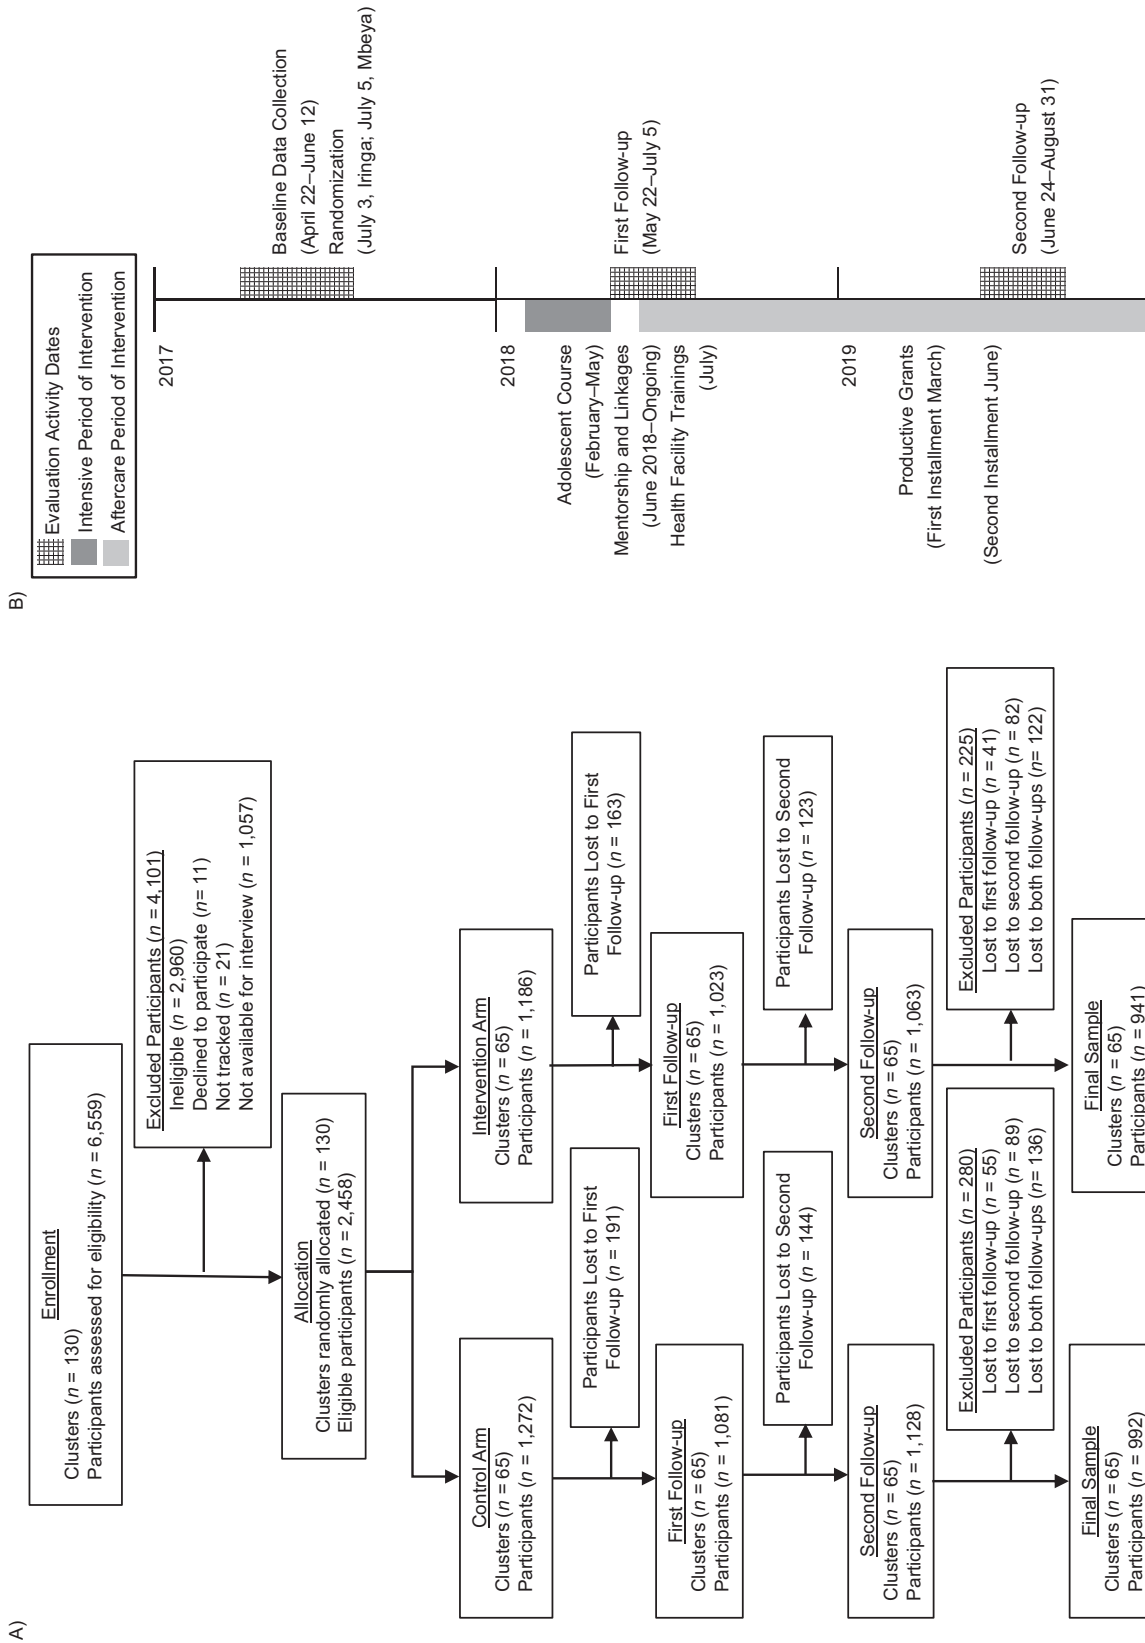 A)
Enrollment
Clusters (n = 130)
Participants assessed for eligibility (n = 6,559)
Excluded Participants (n = 4,101)
Ineligible (n = 2,960)
Declined to participate (n= 11)
Not tracked (n = 21)
Not available for interview (n = 1,057)
Allocation
Clusters randomly allocated (n = 130)
Eligible participants (n = 2,458)
Control Arm
Clusters (n = 65)
Participants (n = 1,272)
Participants Lost to First
Follow-up (n = 191)
First Follow-up
Clusters (n = 65)
Participants (n = 1,081)
Participants Lost to Second
Follow-up (n = 144)
Second Follow-up
Clusters (n = 65)
Participants (n = 1,128)
Excluded Participants (n = 280)
Lost to first follow-up (n = 55)
Lost to second follow-up (n = 89)
Lost to both follow-ups (n= 136)
Final Sample
Clusters (n = 65)
Participants (n = 992)
Intervention Arm
Clusters (n = 65)
Participants (n = 1,186)
Participants Lost to First
Follow-up (n = 163)
First Follow-up
Clusters (n = 65)
Participants (n = 1,023)
Participants Lost to Second
Follow-up (n = 123)
Second Follow-up
Clusters (n = 65)
Participants (n = 1,063)
Excluded Participants (n = 225)
Lost to first follow-up (n = 41)
Lost to second follow-up (n = 82)
Lost to both follow-ups (n= 122)
Final Sample
Clusters (n = 65)
Participants (n = 941)
B)
Evaluation Activity Dates
Intensive Period of Intervention
Aftercare Period of Intervention
2017
Baseline Data Collection
(April 22–June 12)
Randomization
(July 3, Iringa; July 5, Mbeya)
2018
Adolescent Course
(February–May)
Mentorship and Linkages
(June 2018–Ongoing)
Health Facility Trainings
(July)
First Follow-up
(May 22–July 5)
2019
Productive Grants
(First Installment March)
(Second Installment June)
Second Follow-up
(June 24–August 31)